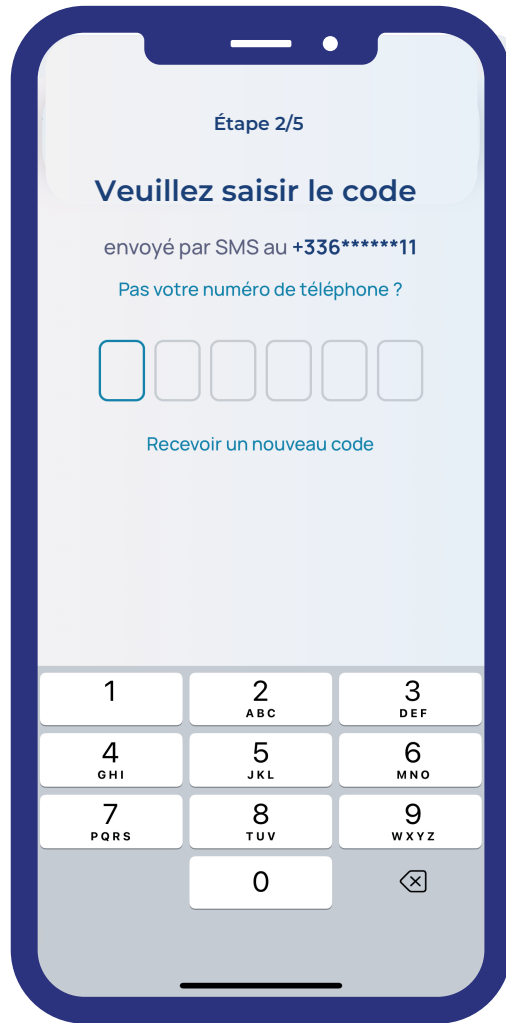 Étape 2/5
Veuillez saisir le code
envoyé par SMS au +336******11
Pas votre numéro de téléphone ?
Recevoir un nouveau code
1 2 3
ABC DEF
4 5 6
GHI JKL MNO
7 8 9
PQRS TUV WXYZ
0